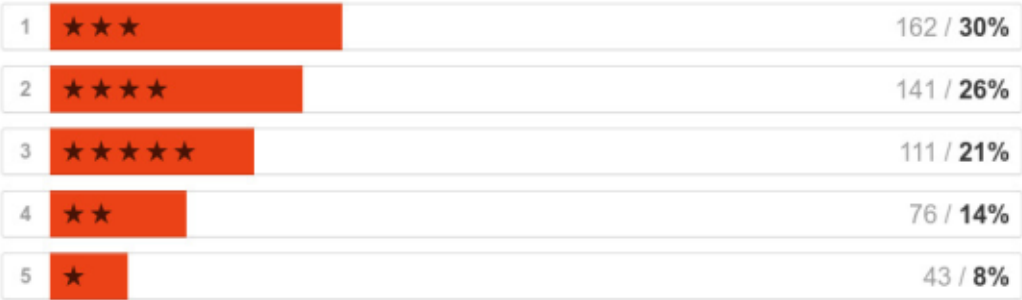 1 ★★★ 162 / 30%
2 ★★★★ 141 / 26%
3 ★★★★★ 111 / 21%
4 ★★ 76 / 14%
5 ★ 43 / 8%